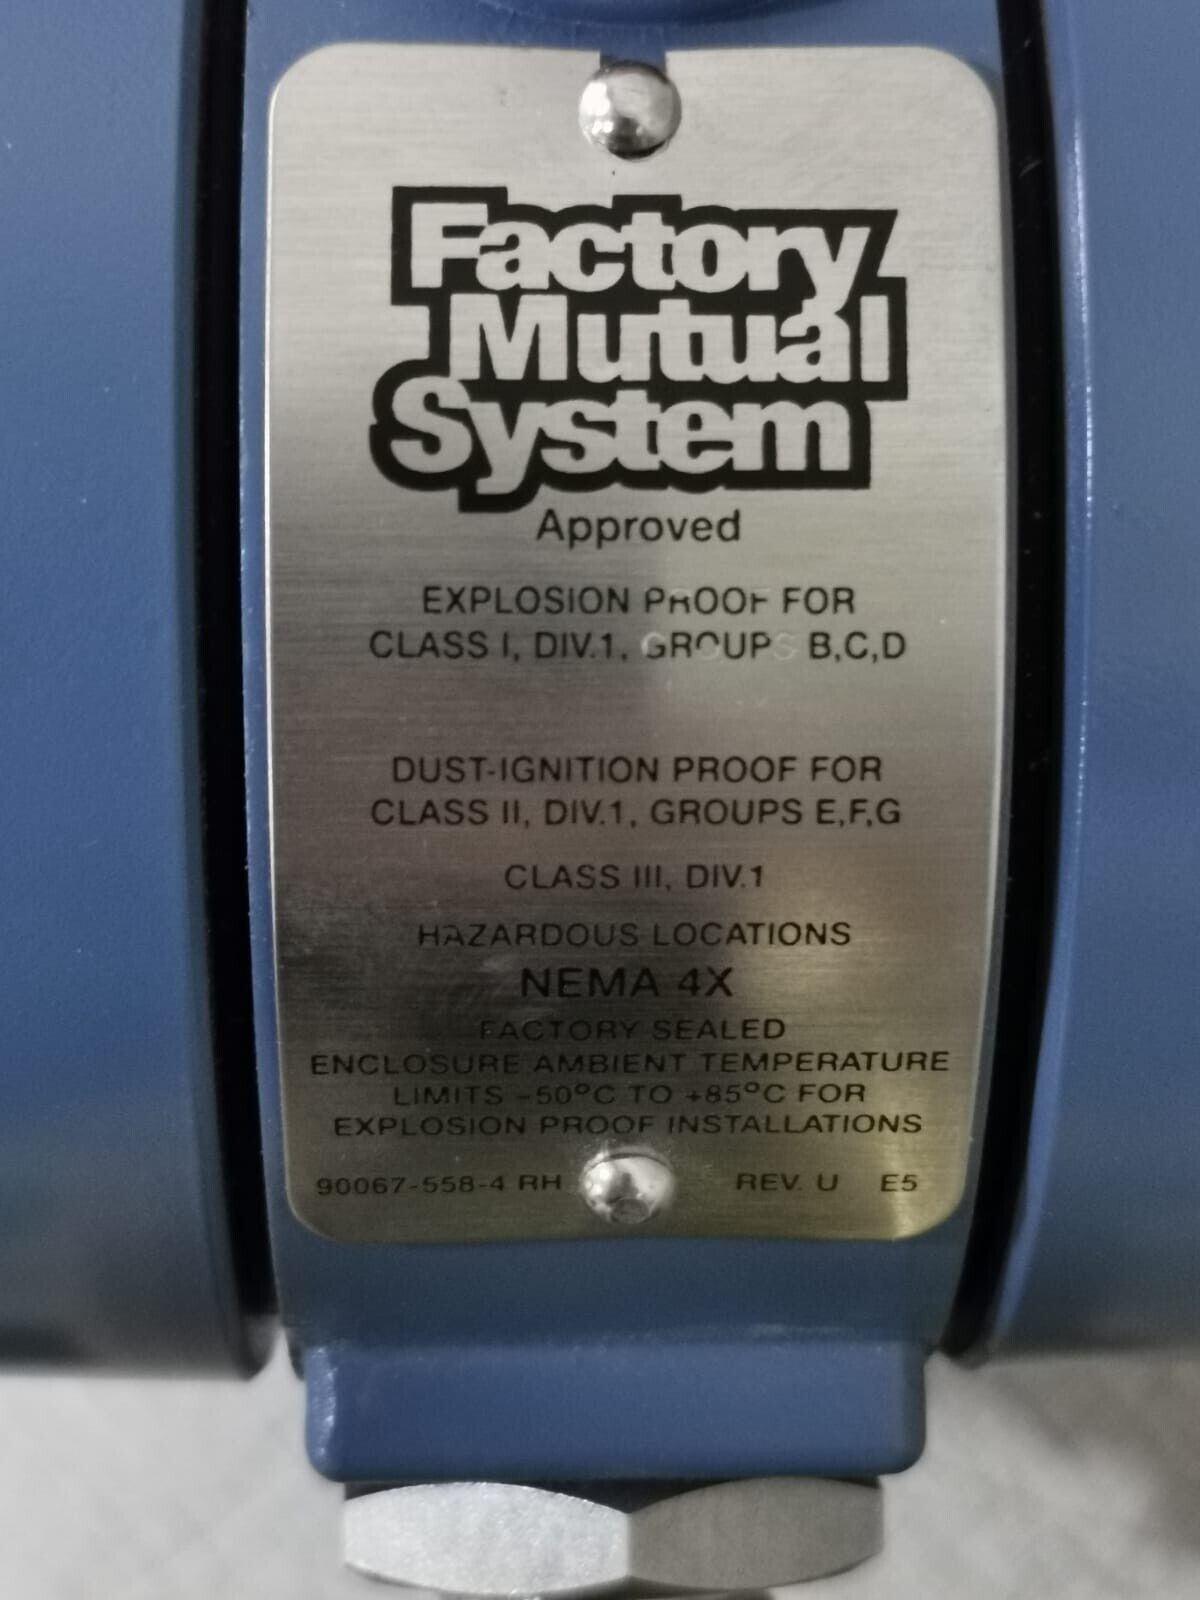 Factory
Mutual
System
Approved
EXPLOSION PROOF FOR
CLASS I, DIV.1, GROUPS B,C,D
DUST-IGNITION PROOF FOR
CLASS II, DIV.1, GROUPS E,F,G
CLASS III, DIV.1
HAZARDOUS LOCATIONS
NEMA 4X
FACTORY SEALED
ENCLOSURE AMBIENT TEMPERATURE
LIMITS -50°C TO +85°C FOR
EXPLOSION PROOF INSTALLATIONS
90067-558-4 RH REV. U E5